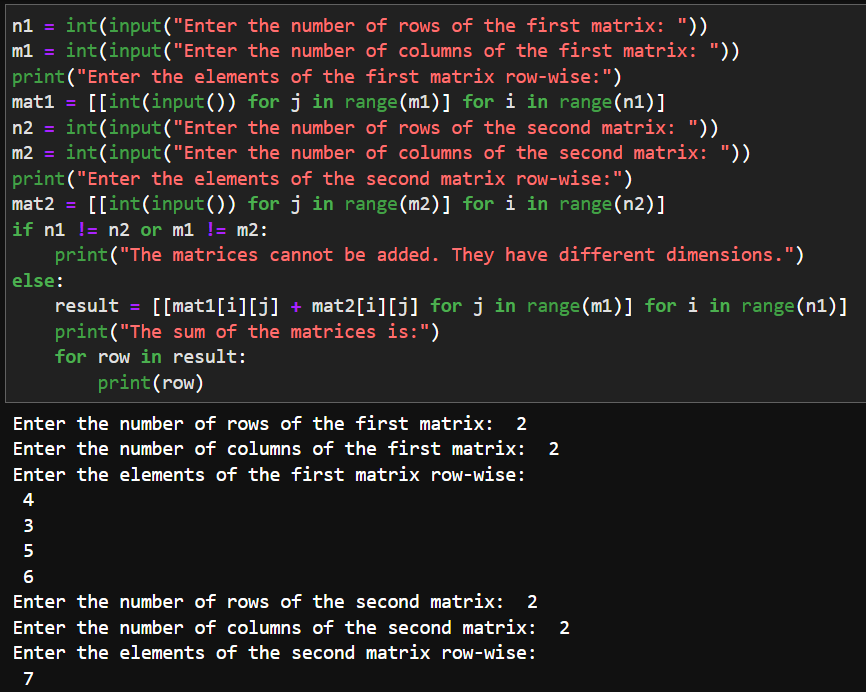 n1 = int(input("Enter the number of rows of the first matrix: "))
m1 = int(input("Enter the number of columns of the first matrix: "))
print("Enter the elements of the first matrix row-wise:")
mat1 = [[int(input()) for j in range(m1)] for i in range(n1)]
n2 = int(input("Enter the number of rows of the second matrix: "))
m2 = int(input("Enter the number of columns of the second matrix: "))
print("Enter the elements of the second matrix row-wise:")
mat2 = [[int(input()) for j in range(m2)] for i in range(n2)]
if n1 != n2 or m1 != m2:
    print("The matrices cannot be added. They have different dimensions.")
else:
    result = [[mat1[i][j] + mat2[i][j] for j in range(m1)] for i in range(n1)]
    print("The sum of the matrices is:")
    for row in result:
        print(row)
Enter the number of rows of the first matrix:  2
Enter the number of columns of the first matrix:  2
Enter the elements of the first matrix row-wise:
 4
 3
 5
 6
Enter the number of rows of the second matrix:  2
Enter the number of columns of the second matrix:  2
Enter the elements of the second matrix row-wise:
 7